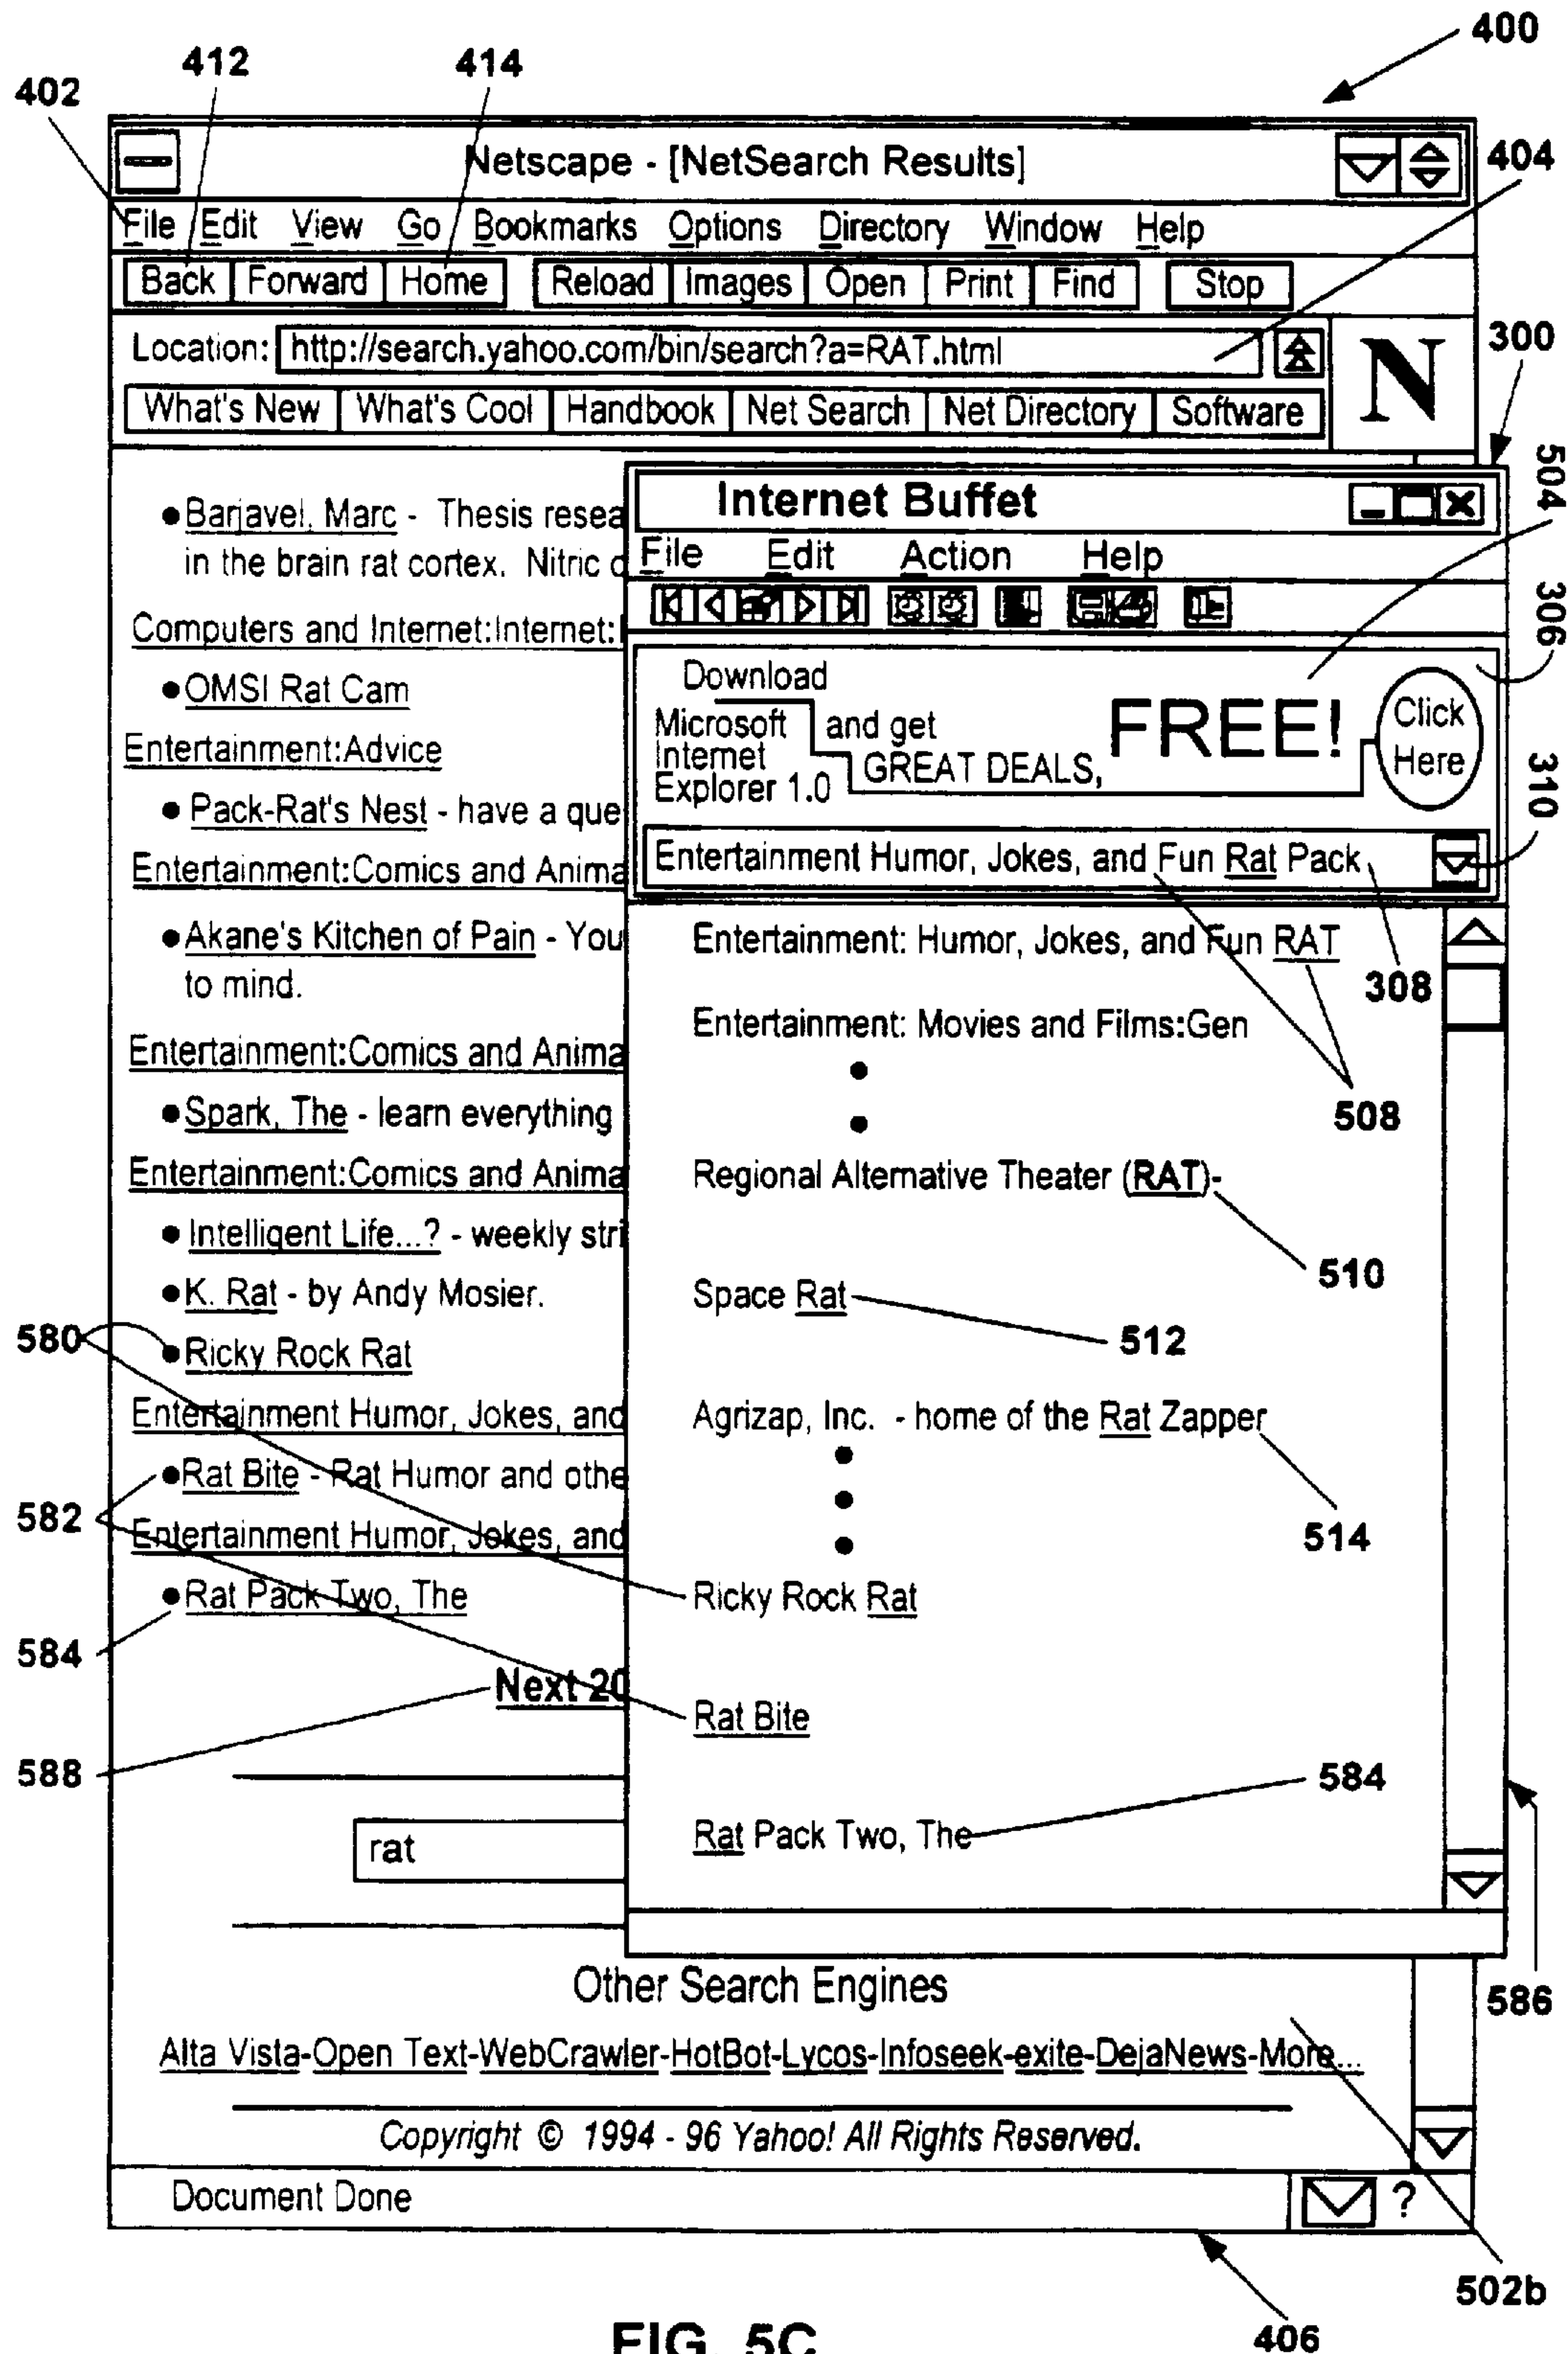 400
412
414
402
Netscape - [NetSearch Results]
404
File Edit View Go Bookmarks Options Directory Window Help
Back Forward Home Reload Images Open Print Find Stop
Location: http://search.yahoo.com/bin/search?a=RAT.html
N
300
What's New What's Cool Handbook Net Search Net Directory Software
504
306
310
•Barjavel, Marc - Thesis resea
in the brain rat cortex. Nitric
Computers and Internet:Internet:
•OMSI Rat Cam
Entertainment:Advice
• Pack-Rat's Nest - have a que
Entertainment:Comics and Anima
•Akane's Kitchen of Pain - You
to mind.
Entertainment:Comics and Anima
•Spark, The - learn everything
Entertainment:Comics and Anima
• Intelligent Life...? - weekly stri
•K. Rat - by Andy Mosier.
580
•Ricky Rock Rat
Entertainment Humor, Jokes, and
•Rat Bite - Rat Humor and othe
582
Entertainment Humor, Jokes, and
•Rat Pack Two, The
584
Next 20
588
rat
Internet Buffet
File Edit Action Help
Download
Microsoft
Internet
Explorer 1.0
and get
GREAT DEALS,
FREE!
Click
Here
Entertainment Humor, Jokes, and Fun Rat Pack
Entertainment: Humor, Jokes, and Fun RAT
308
Entertainment: Movies and Films:Gen
508
Regional Alternative Theater (RAT)-
510
Space Rat
512
Agrizap, Inc. - home of the Rat Zapper
514
Ricky Rock Rat
Rat Bite
584
Rat Pack Two, The
586
Other Search Engines
Alta Vista-Open Text-WebCrawler-HotBot-Lycos-Infoseek-exite-DejaNews-More...
Copyright © 1994 - 96 Yahoo! All Rights Reserved.
Document Done
?
502b
406
FIG. 5C